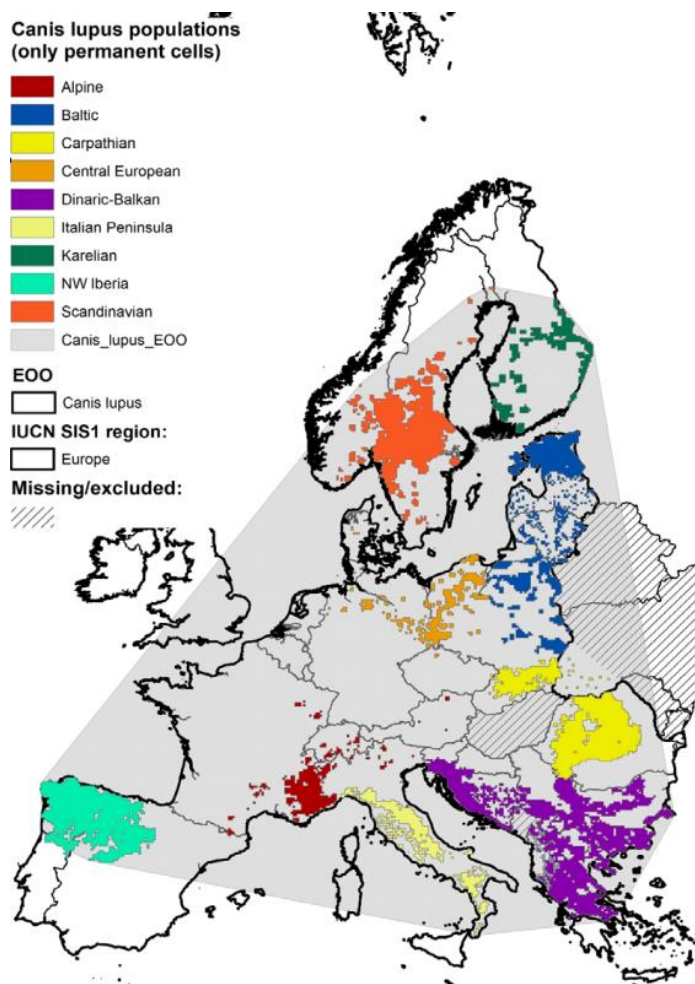 Canis lupus populations
(only permanent cells)
Alpine
Baltic
Carpathian
Central European
Dinaric-Balkan
Italian Peninsula
Karelian
NW Iberia
Scandinavian
Canis_lupus_EOO
EOO
Canis lupus
IUCN SIS1 region:
Europe
Missing/excluded: